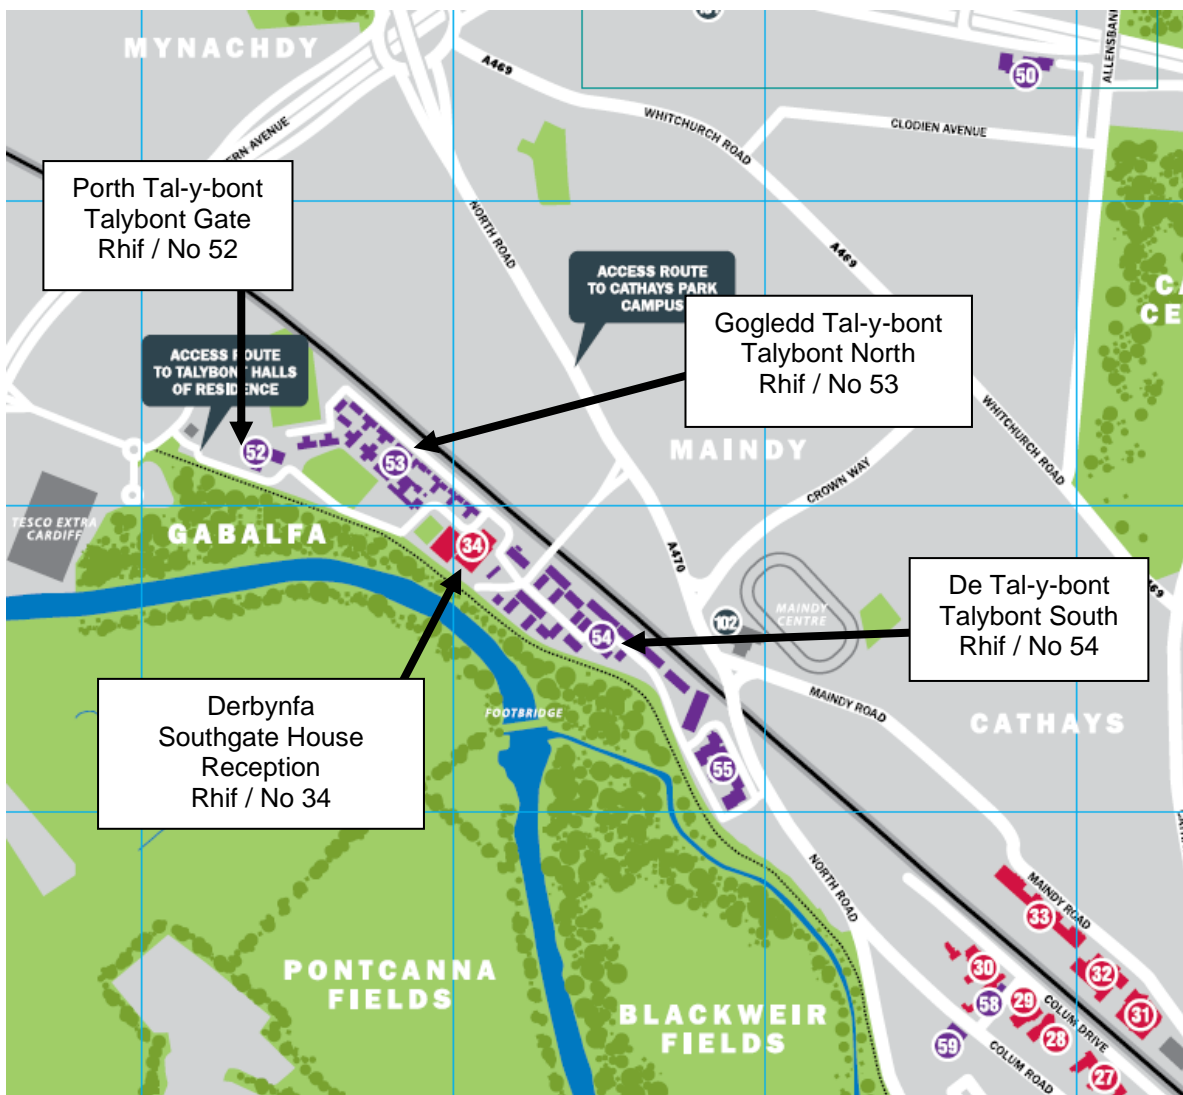 MYNACHDY
A469
50
ALLENSBANK
WHITCHURCH ROAD
CLODIEN AVENUE
ERN AVENUE
Porth Tal-y-bont
Talybont Gate
Rhif / No 52
NORTH ROAD
A469
ACCESS ROUTE
TO CATHAYS PARK
CAMPUS
CA
CE
Gogledd Tal-y-bont
Talybont North
Rhif / No 53
ACCESS ROUTE
TO TALYBONT HALLS
OF RESIDENCE
WHITCHURCH ROAD
MAINDY
52
53
CROWN WAY
TESCO EXTRA
CARDIFF
GABALFA
34
A470
De Tal-y-bont
Talybont South
Rhif / No 54
69
MAINDY
CENTRE
102
54
Derbynfa
Southgate House
Reception
Rhif / No 34
MAINDY ROAD
FOOTBRIDGE
CATHAYS
55
NORTH ROAD
MAINDY ROAD
33
PONTCANNA
FIELDS
30
32
58
29
31
BLACKWEIR
FIELDS
COLUM DRIVE
28
59
COLUM ROAD
27